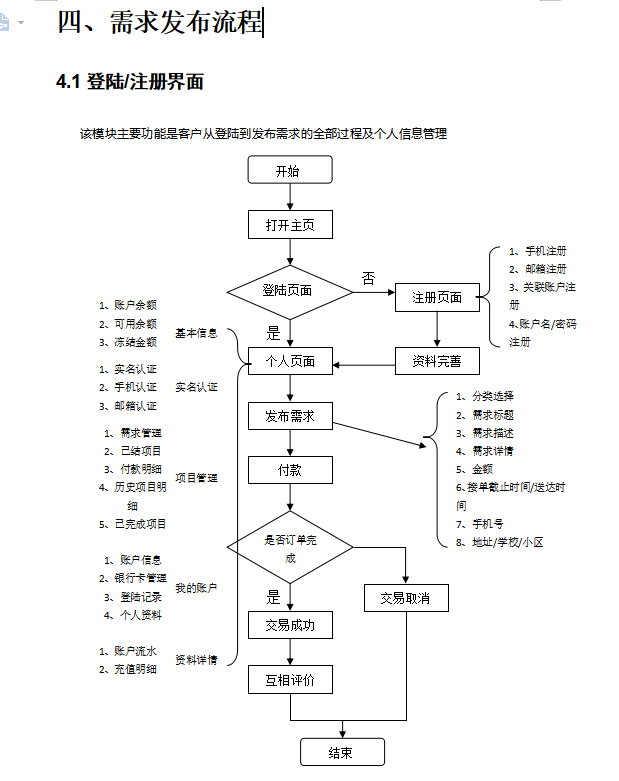 四、需求发布流程
4.1 登陆/注册界面
该模块主要功能是客户从登陆到发布需求的全部过程及个人信息管理
开始
打开主页
登陆页面
否
注册页面
1、手机注册
2、邮箱注册
3、关联账户注
册
4、账户名/密码
注册
是
资料完善
个人页面
1、账户余额
2、可用余额
3、冻结金额
基本信息
1、实名认证
2、手机认证
3、邮箱认证
实名认证
1、需求管理
2、已结项目
3、付款明细
4、历史项目明
细
5、已完成项目
项目管理
1、账户信息
2、银行卡管理
3、登陆记录
4、个人资料
我的账户
1、账户流水
2、充值明细
资料详情
发布需求
1、分类选择
2、需求标题
3、需求描述
4、需求详情
5、金额
6、接单截止时间/送达时
间
7、手机号
8、地址/学校/小区
付款
是否订单完
成
是
交易取消
交易成功
互相评价
结束